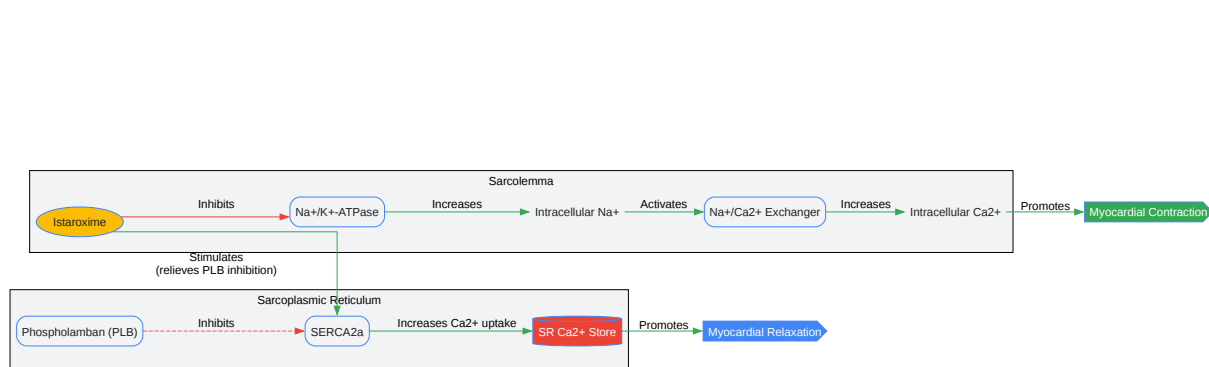 Sarcolemma
Istaroxime
Inhibits
Na+/K+-ATPase
Increases
Intracellular Na+
Activates
Na+/Ca2+ Exchanger
Increases
Intracellular Ca2+
Promotes
Myocardial Contraction
Stimulates
(relieves PLB inhibition)
Sarcoplasmic Reticulum
Phospholamban (PLB)
Inhibits
SERCA2a
Increases Ca2+ uptake
SR Ca2+ Store
Promotes
Myocardial Relaxation